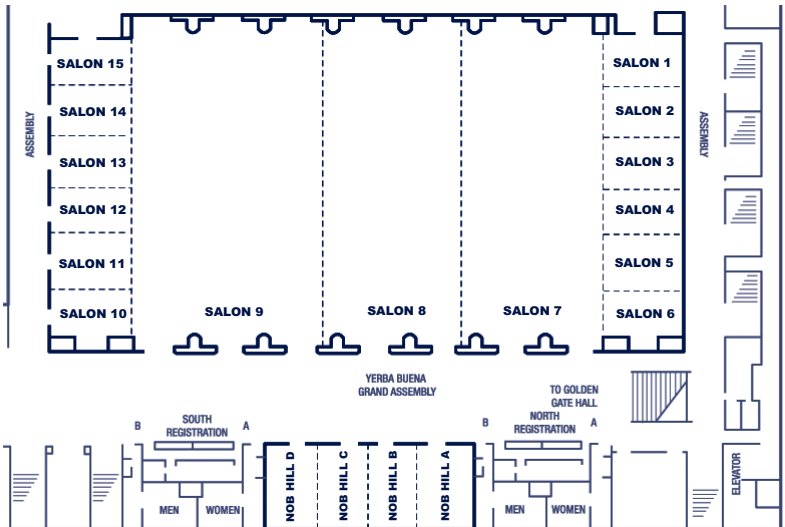 SALON 15
SALON 14
SALON 13
SALON 12
SALON 11
SALON 10
ASSEMBLY
SALON 9
SALON 8
SALON 7
SALON 1
SALON 2
SALON 3
SALON 4
SALON 5
SALON 6
ASSEMBLY
YERBA BUENA
GRAND ASSEMBLY
TO GOLDEN
GATE HALL
B
SOUTH
REGISTRATION
A
B
NORTH
REGISTRATION
A
MEN
WOMEN
NOB HILL D
NOB HILL C
NOB HILL B
NOB HILL A
MEN
WOMEN
ELEVATOR